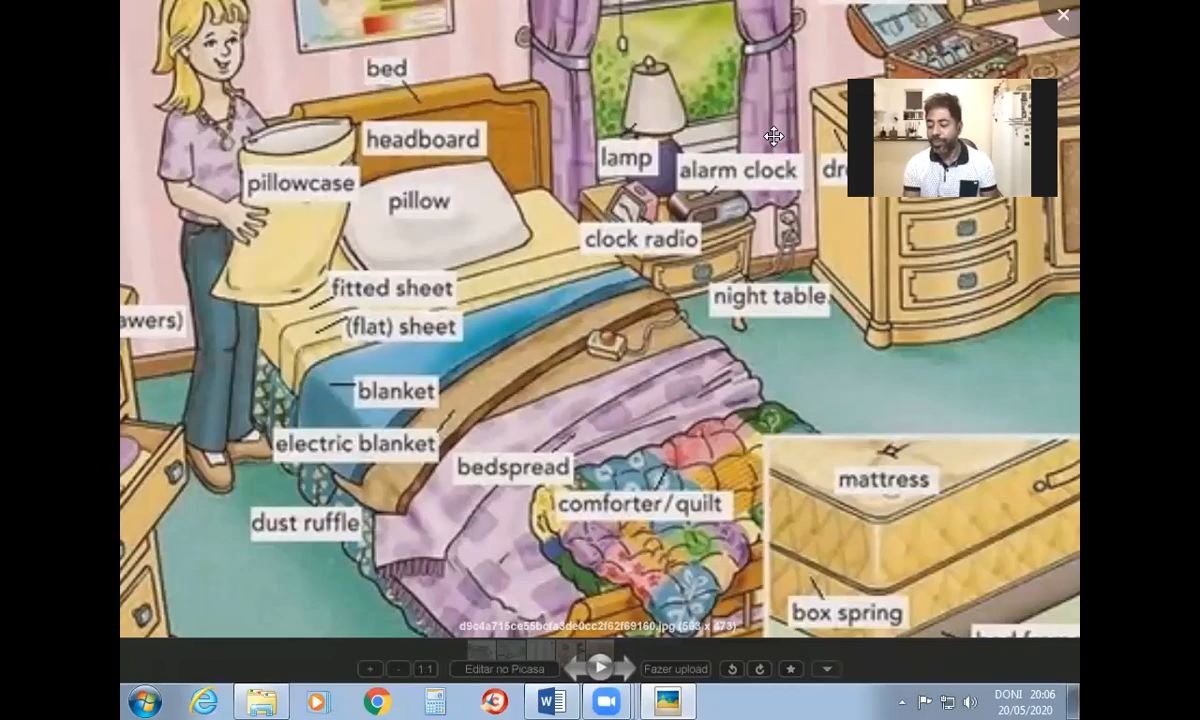 bed
headboard
pillowcase
pillow
lamp
alarm clock
clock radio
night table
fitted sheet
(flat) sheet
awers)
blanket
electric blanket
bedspread
comforter/quilt
dust ruffle
mattress
box spring
d9c4a715ce55bcfa3de0cc2f62f69160.jpg (563 x 473)
+ - 1:1 Editar no Picasa Fazer upload
DONI 20:06
20/05/2020